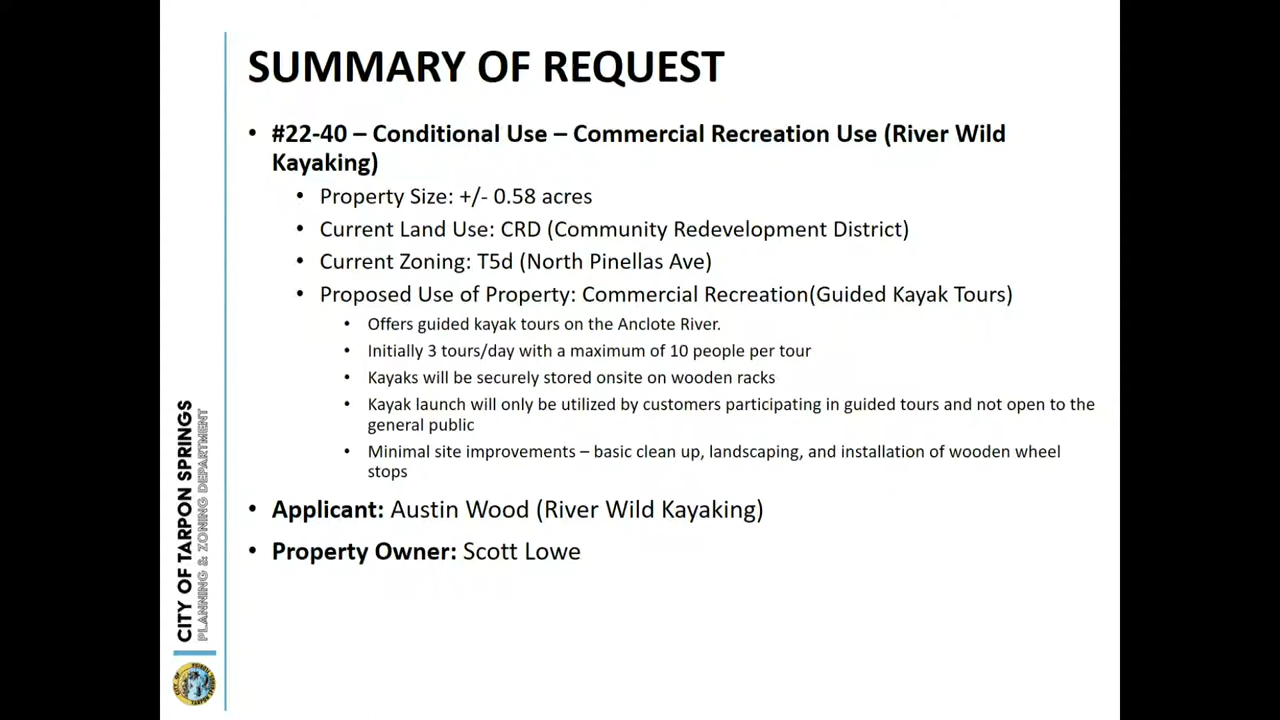 SUMMARY OF REQUEST
• #22-40 – Conditional Use – Commercial Recreation Use (River Wild
Kayaking)
• Property Size: +/- 0.58 acres
• Current Land Use: CRD (Community Redevelopment District)
• Current Zoning: T5d (North Pinellas Ave)
• Proposed Use of Property: Commercial Recreation(Guided Kayak Tours)
• Offers guided kayak tours on the Anclote River.
• Initially 3 tours/day with a maximum of 10 people per tour
• Kayaks will be securely stored onsite on wooden racks
• Kayak launch will only be utilized by customers participating in guided tours and not open to the
general public
• Minimal site improvements – basic clean up, landscaping, and installation of wooden wheel
stops
• Applicant: Austin Wood (River Wild Kayaking)
• Property Owner: Scott Lowe
CITY OF TARPON SPRINGS
PLANNING & ZONING DEPARTMENT